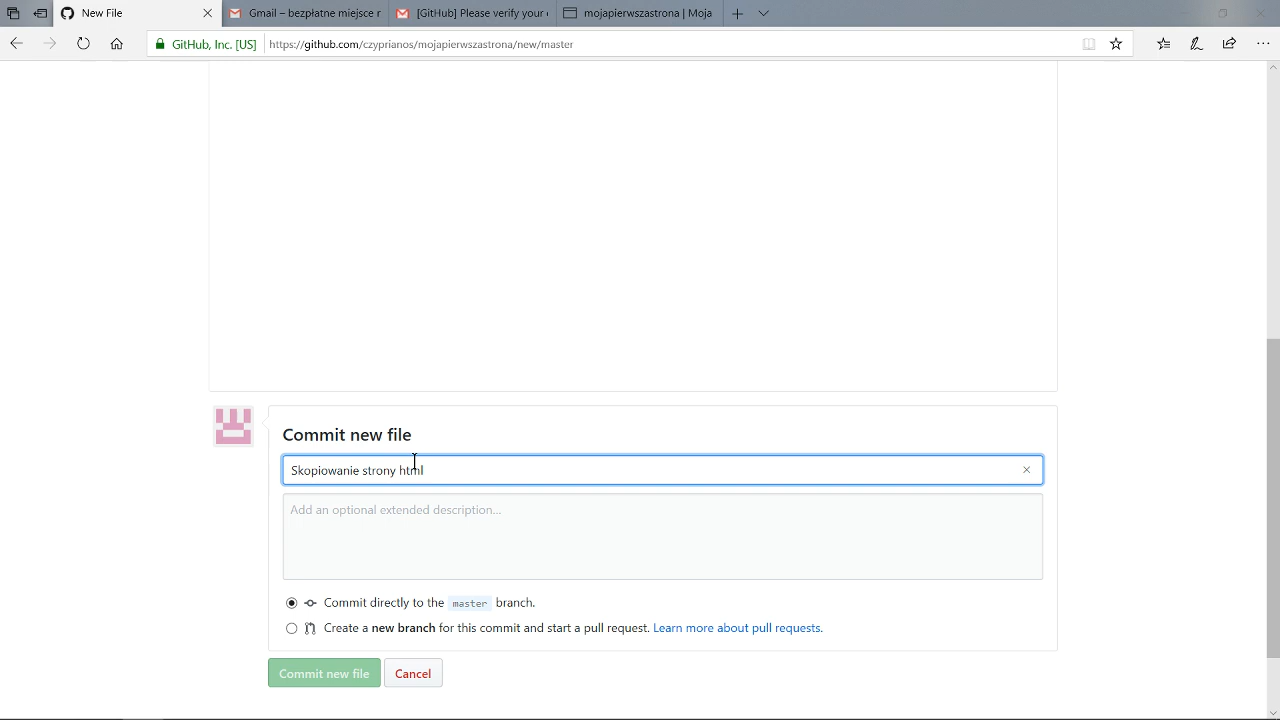 New File
Gmail – bezpłatne miejsce r
[GitHub] Please verify your
mojapierwszastrona | Moja
GitHub, Inc. [US]
https://github.com/czyprianos/mojapierwszastrona/new/master
Commit new file
Skopiowanie strony html
Add an optional extended description...
Commit directly to the master branch.
Create a new branch for this commit and start a pull request. Learn more about pull requests.
Commit new file
Cancel